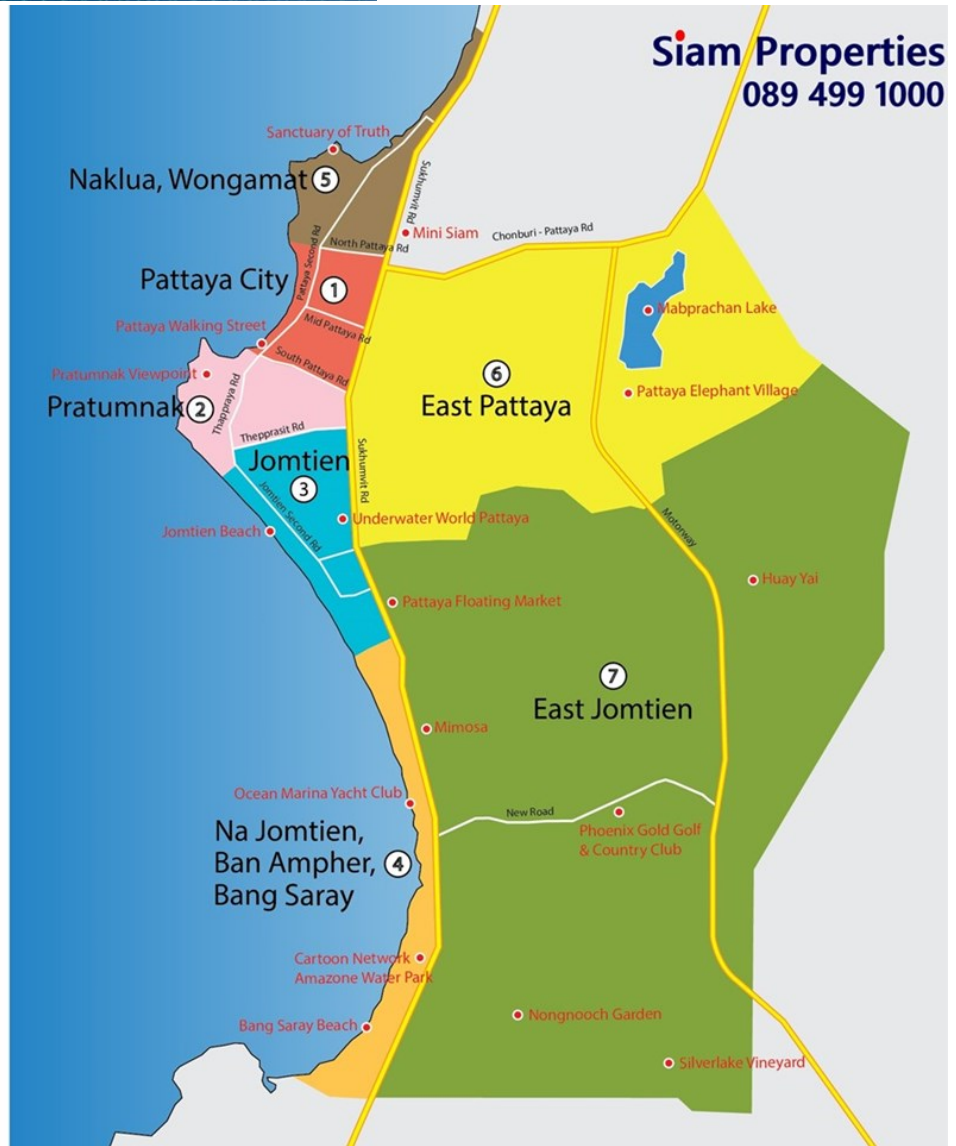 Siam Properties
089 499 1000
Sanctuary of Truth
Naklua, Wongamat 5
Sukhumvit Rd
Mini Siam
Chonburi - Pattaya Rd
North Pattaya Rd
Pattaya Second Rd
Pattaya City
1
Mabprachan Lake
Mid Pattaya Rd
Pattaya Walking Street
South Pattaya Rd
Pratumnak Viewpoint
6
East Pattaya
Pattaya Elephant Village
Pratumnak 2
Thappraya Rd
Thepprasit Rd
Jomtien
3
Sukhumvit Rd
Jomtien Second Rd
Underwater World Pattaya
Jomtien Beach
Motorway
Huay Yai
Pattaya Floating Market
7
East Jomtien
Mimosa
Ocean Marina Yacht Club
New Road
Phoenix Gold Golf
& Country Club
Na Jomtien,
Ban Ampher, 4
Bang Saray
Cartoon Network
Amazone Water Park
Bang Saray Beach
Nongnooch Garden
Silverlake Vineyard